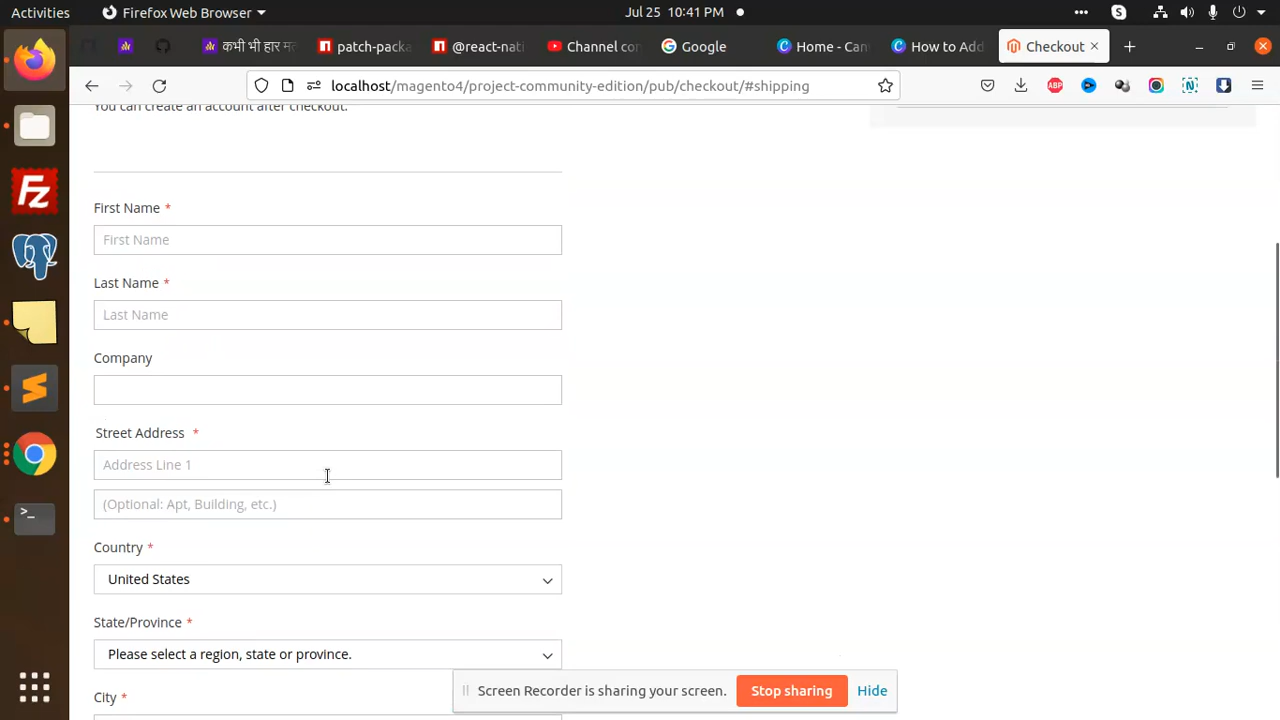 Activities
Firefox Web Browser
Jul 25 10:41 PM
कभी भी हार मत
patch-packa
@react-nati
Channel con
Google
Home - Can
How to Add
Checkout
localhost/magento4/project-community-edition/pub/checkout/#shipping
ABP
N
You can create an account after checkout.
First Name *
First Name
Last Name *
Last Name
Company
Street Address *
Address Line 1
(Optional: Apt, Building, etc.)
Country *
United States
State/Province *
Please select a region, state or province.
City *
Screen Recorder is sharing your screen.
Stop sharing
Hide